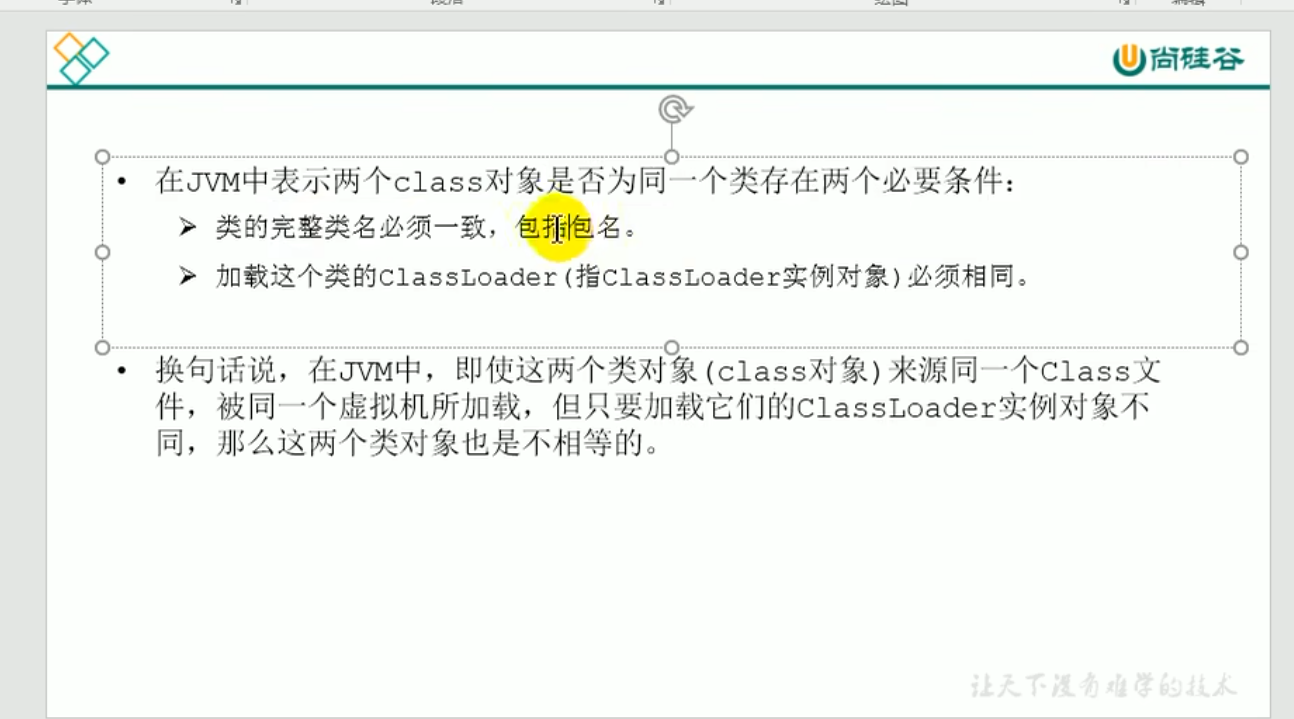 尚硅谷
• 在JVM中表示两个class对象是否为同一个类存在两个必要条件：
➢ 类的完整类名必须一致，包括包名。
➢ 加载这个类的ClassLoader(指ClassLoader实例对象)必须相同。
• 换句话说，在JVM中，即使这两个类对象(class对象)来源同一个Class文
件，被同一个虚拟机所加载，但只要加载它们的ClassLoader实例对象不
同，那么这两个类对象也是不相等的。
让天下没有难学的技术